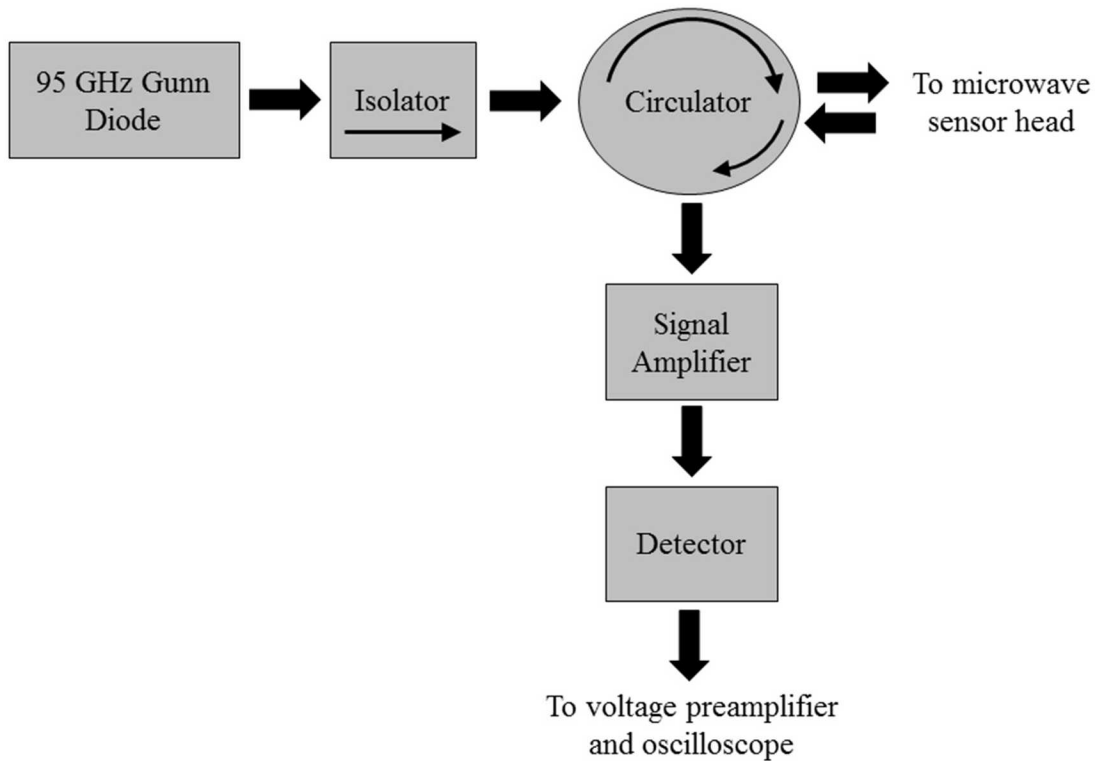 95 GHz Gunn
Diode
Isolator
Circulator
To microwave
sensor head
Signal
Amplifier
Detector
To voltage preamplifier
and oscilloscope